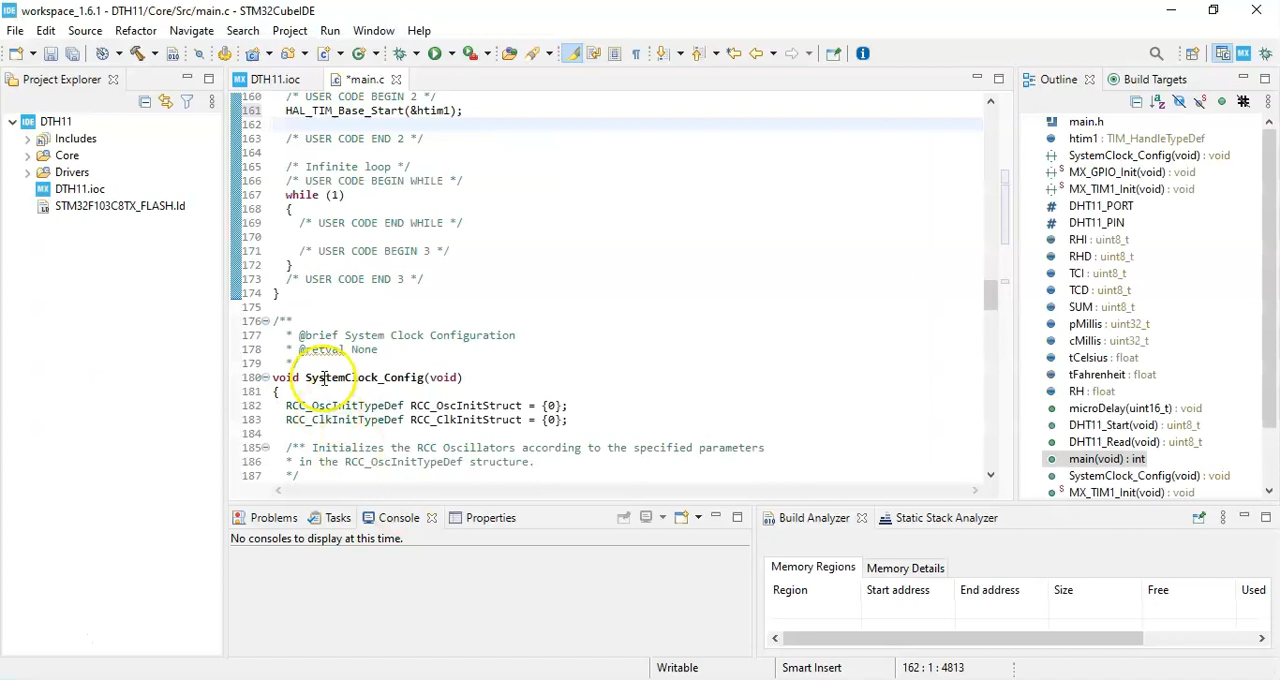 workspace_1.6.1 - DTH11/Core/Src/main.c - STM32CubeIDE
File Edit Source Refactor Navigate Search Project Run Window Help
Project Explorer
DTH11
Includes
Core
Drivers
DTH11.ioc
STM32F103C8TX_FLASH.ld
DTH11.ioc
*main.c
160 /* USER CODE BEGIN 2 */
161 HAL_TIM_Base_Start(&htim1);
162
163 /* USER CODE END 2 */
164
165 /* Infinite loop */
166 /* USER CODE BEGIN WHILE */
167 while (1)
168 {
169 /* USER CODE END WHILE */
170
171 /* USER CODE BEGIN 3 */
172 }
173 /* USER CODE END 3 */
174 }
175
176 /**
177 * @brief System Clock Configuration
178 * @retval None
179 *
180 void SystemClock_Config(void)
181 {
182 RCC_OscInitTypeDef RCC_OscInitStruct = {0};
183 RCC_ClkInitTypeDef RCC_ClkInitStruct = {0};
184
185 /** Initializes the RCC Oscillators according to the specified parameters
186 * in the RCC_OscInitTypeDef structure.
187 */
Outline
Build Targets
main.h
htim1 : TIM_HandleTypeDef
SystemClock_Config(void) : void
MX_GPIO_Init(void) : void
MX_TIM1_Init(void) : void
DHT11_PORT
DHT11_PIN
RHI : uint8_t
RHD : uint8_t
TCI : uint8_t
TCD : uint8_t
SUM : uint8_t
pMillis : uint32_t
cMillis : uint32_t
tCelsius : float
tFahrenheit : float
RH : float
microDelay(uint16_t) : void
DHT11_Start(void) : uint8_t
DHT11_Read(void) : uint8_t
main(void) : int
SystemClock_Config(void) : void
MX_TIM1_Init(void) : void
Problems Tasks Console Properties
No consoles to display at this time.
Build Analyzer Static Stack Analyzer
Memory Regions Memory Details
Region Start address End address Size Free Used
Writable Smart Insert 162 : 1 : 4813